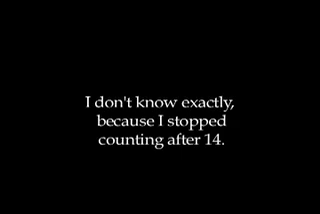 I don't know exactly,
because I stopped
counting after 14.